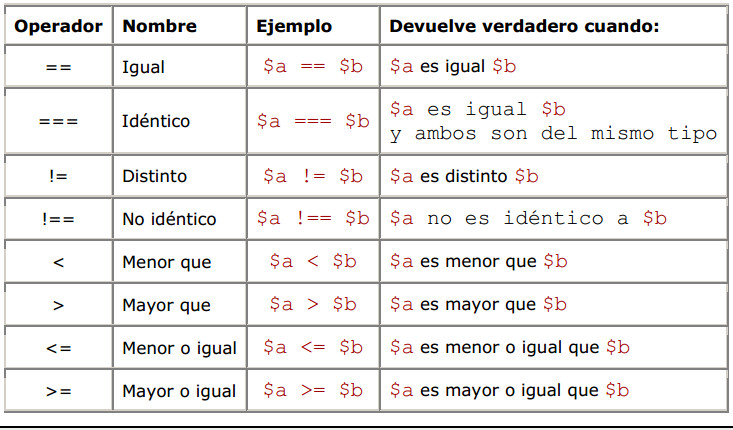 Operador Nombre Ejemplo Devuelve verdadero cuando:
== Igual $a == $b $a es igual $b
=== Idéntico $a === $b $a es igual $b
y ambos son del mismo tipo
!= Distinto $a != $b $a es distinto $b
!== No idéntico $a !== $b $a no es idéntico a $b
< Menor que $a < $b $a es menor que $b
> Mayor que $a > $b $a es mayor que $b
<= Menor o igual $a <= $b $a es menor o igual que $b
>= Mayor o igual $a >= $b $a es mayor o igual que $b